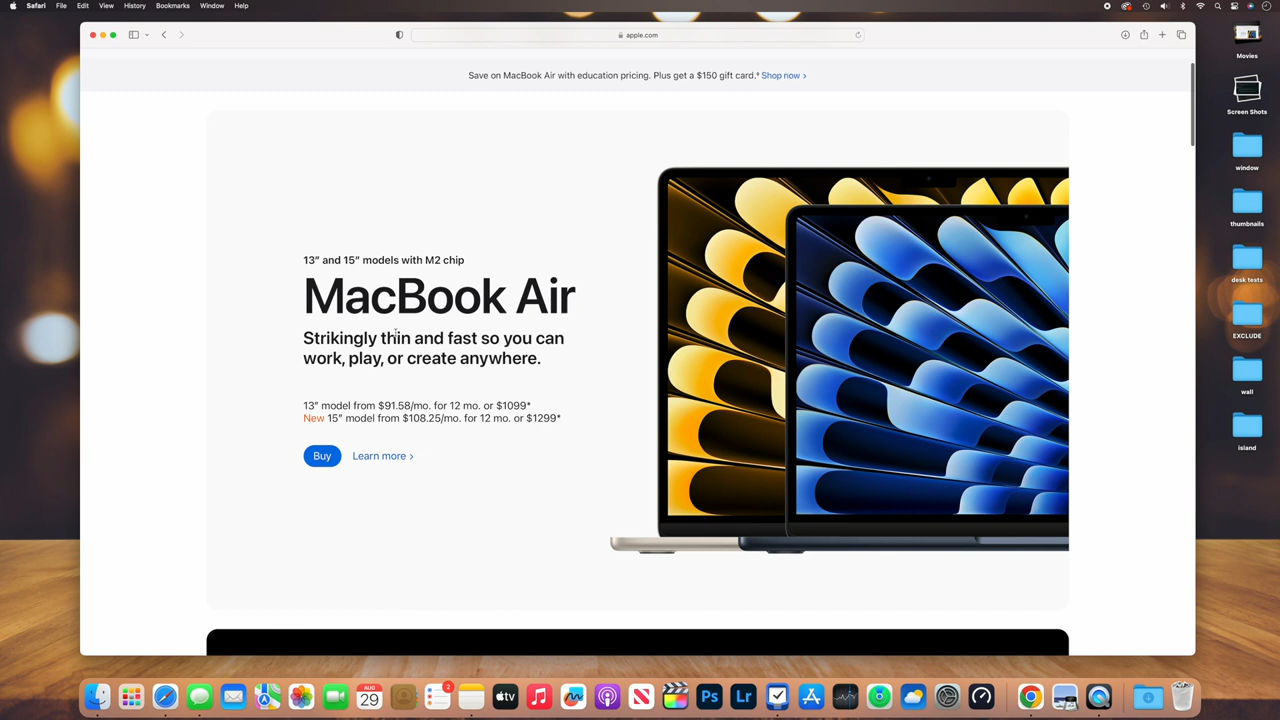 Safari File Edit View History Bookmarks Window Help
apple.com
Save on MacBook Air with education pricing. Plus get a $150 gift card.° Shop now >
13” and 15” models with M2 chip
MacBook Air
Strikingly thin and fast so you can
work, play, or create anywhere.
13” model from $91.58/mo. for 12 mo. or $1099*
New 15” model from $108.25/mo. for 12 mo. or $1299*
Buy Learn more >
Movies
Screen Shots
window
thumbnails
desk tests
EXCLUDE
wall
island
AUG
29
2
tv
N
Ps
Lr